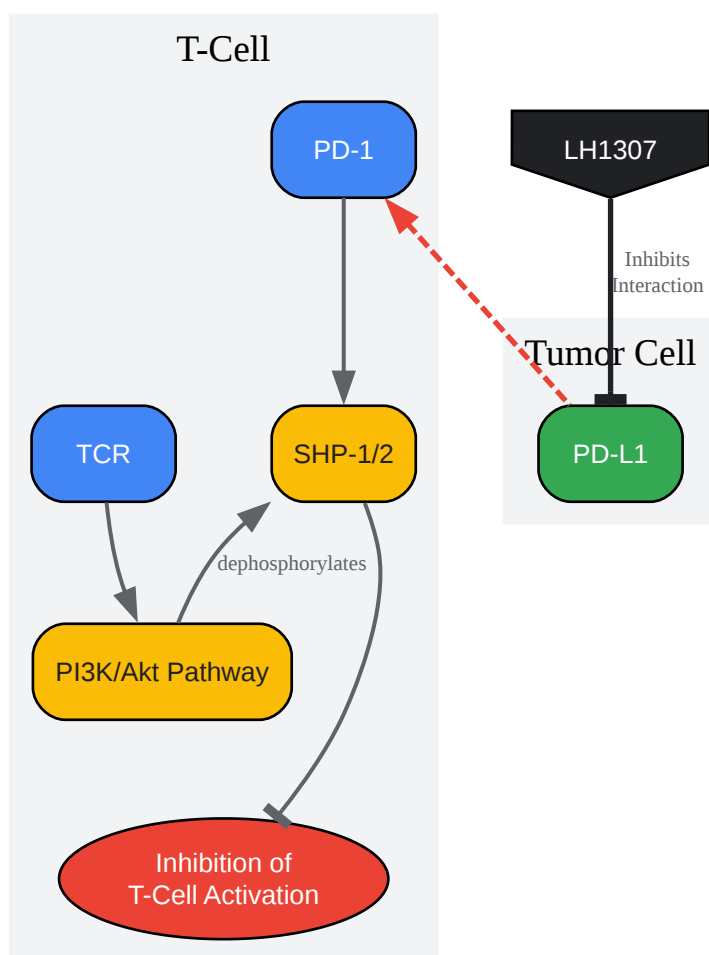 T-Cell
PD-1
LH1307
Inhibits
Interaction
Tumor Cell
TCR
SHP-1/2
PD-L1
dephosphorylates
PI3K/Akt Pathway
Inhibition of
T-Cell Activation